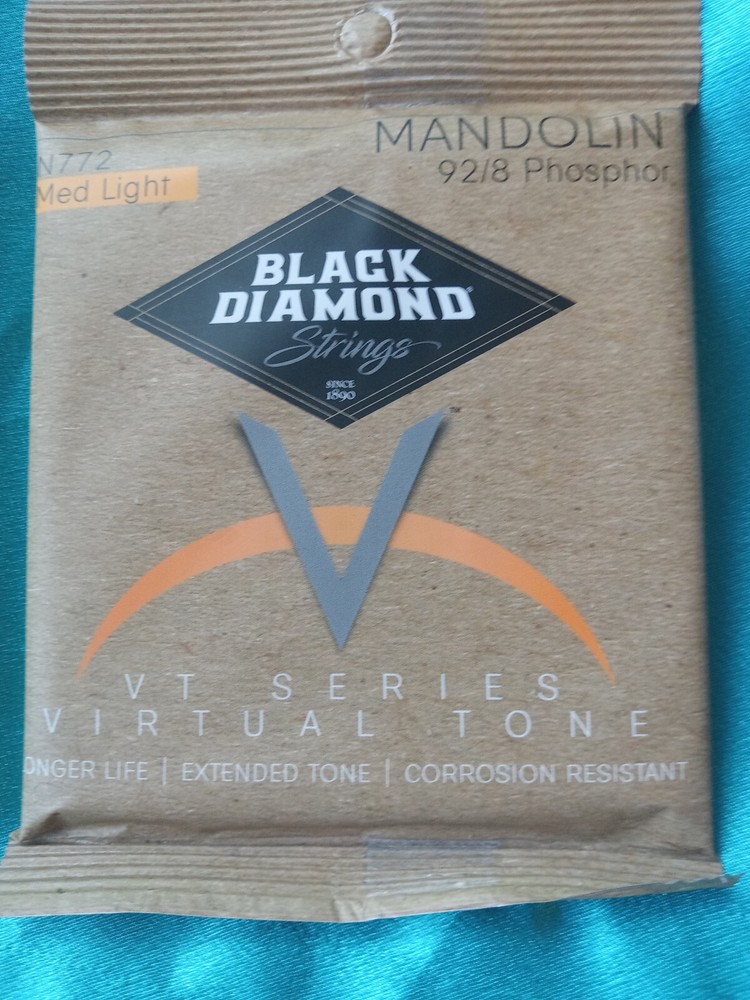 MANDOLIN
92/8 Phosphor
N772
Med Light
BLACK
DIAMOND
Strings
SINCE
1890
V
TM
VT SERIES
VIRTUAL TONE
ONGER LIFE | EXTENDED TONE | CORROSION RESISTANT